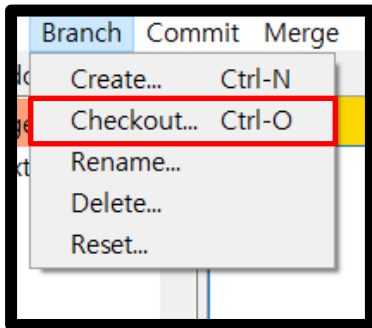 Branch Commit Merge
Create... Ctrl-N
Checkout... Ctrl-O
Rename...
Delete...
Reset...